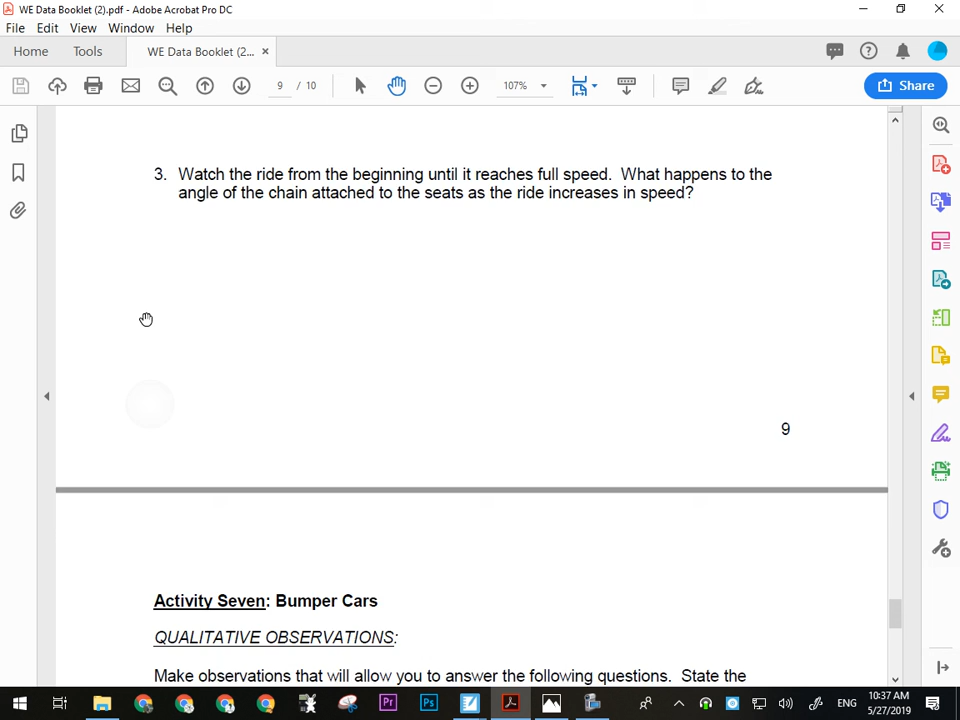 WE Data Booklet (2).pdf - Adobe Acrobat Pro DC
File Edit View Window Help
Home Tools WE Data Booklet (2... ×
9 / 10 107% Share
3. Watch the ride from the beginning until it reaches full speed. What happens to the
angle of the chain attached to the seats as the ride increases in speed?
9
Activity Seven: Bumper Cars
QUALITATIVE OBSERVATIONS:
Make observations that will allow you to answer the following questions. State the
Pr Ps ENG 10:37 AM
5/27/2019